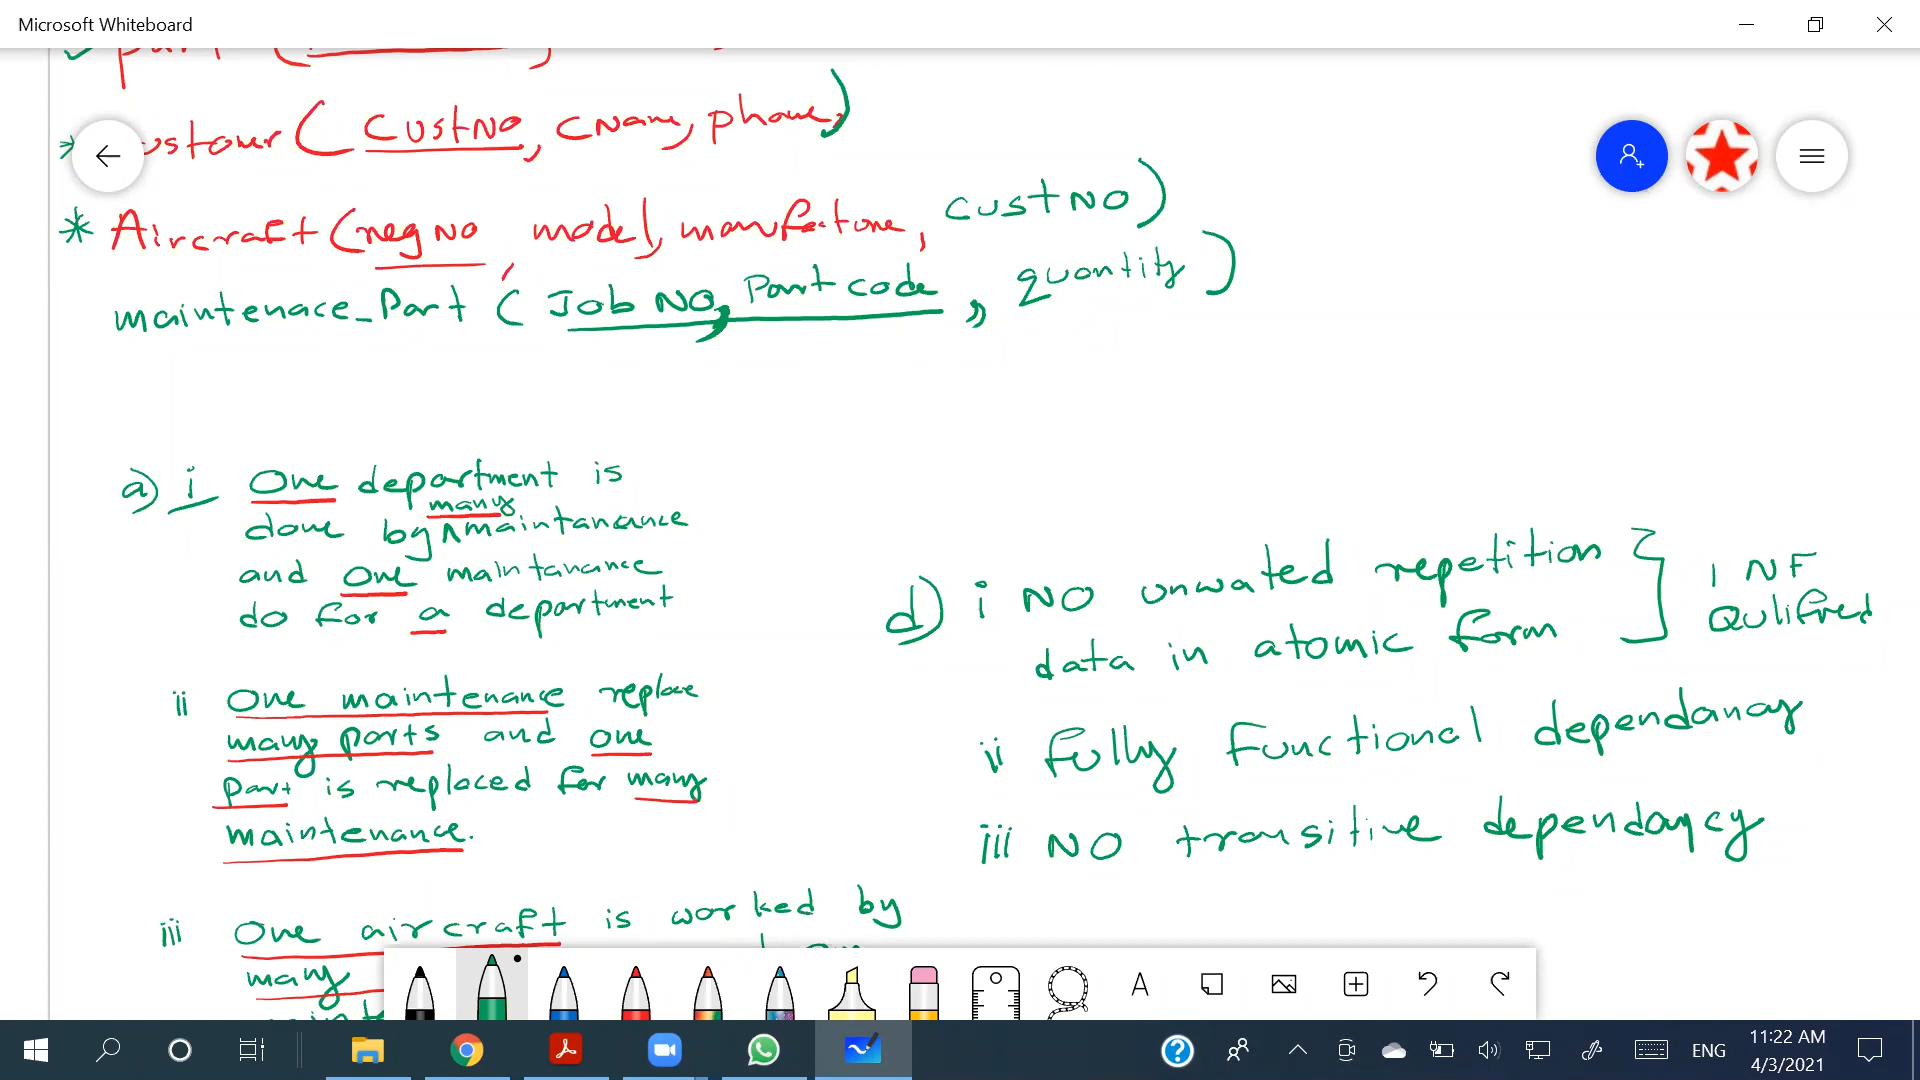 Microsoft Whiteboard
part (
ustomer ( CustNO, CName, phone,)
* Aircraft (regNO, model, manufacture, custNO)
maintenace_Part ( Job NO, Part code, quantity )
a) i One department is
many
done by ^ maintanance
and One maintanance
do for a department
ii One maintenance replace
many parts and one
part is replaced for many
maintenance.
iii One aircraft is worked by
many
d) i NO unwated repetition
data in atomic form
1 NF
Qulified
ii fully functional dependancy
iii NO transitive dependancy
A
ENG
11:22 AM
4/3/2021